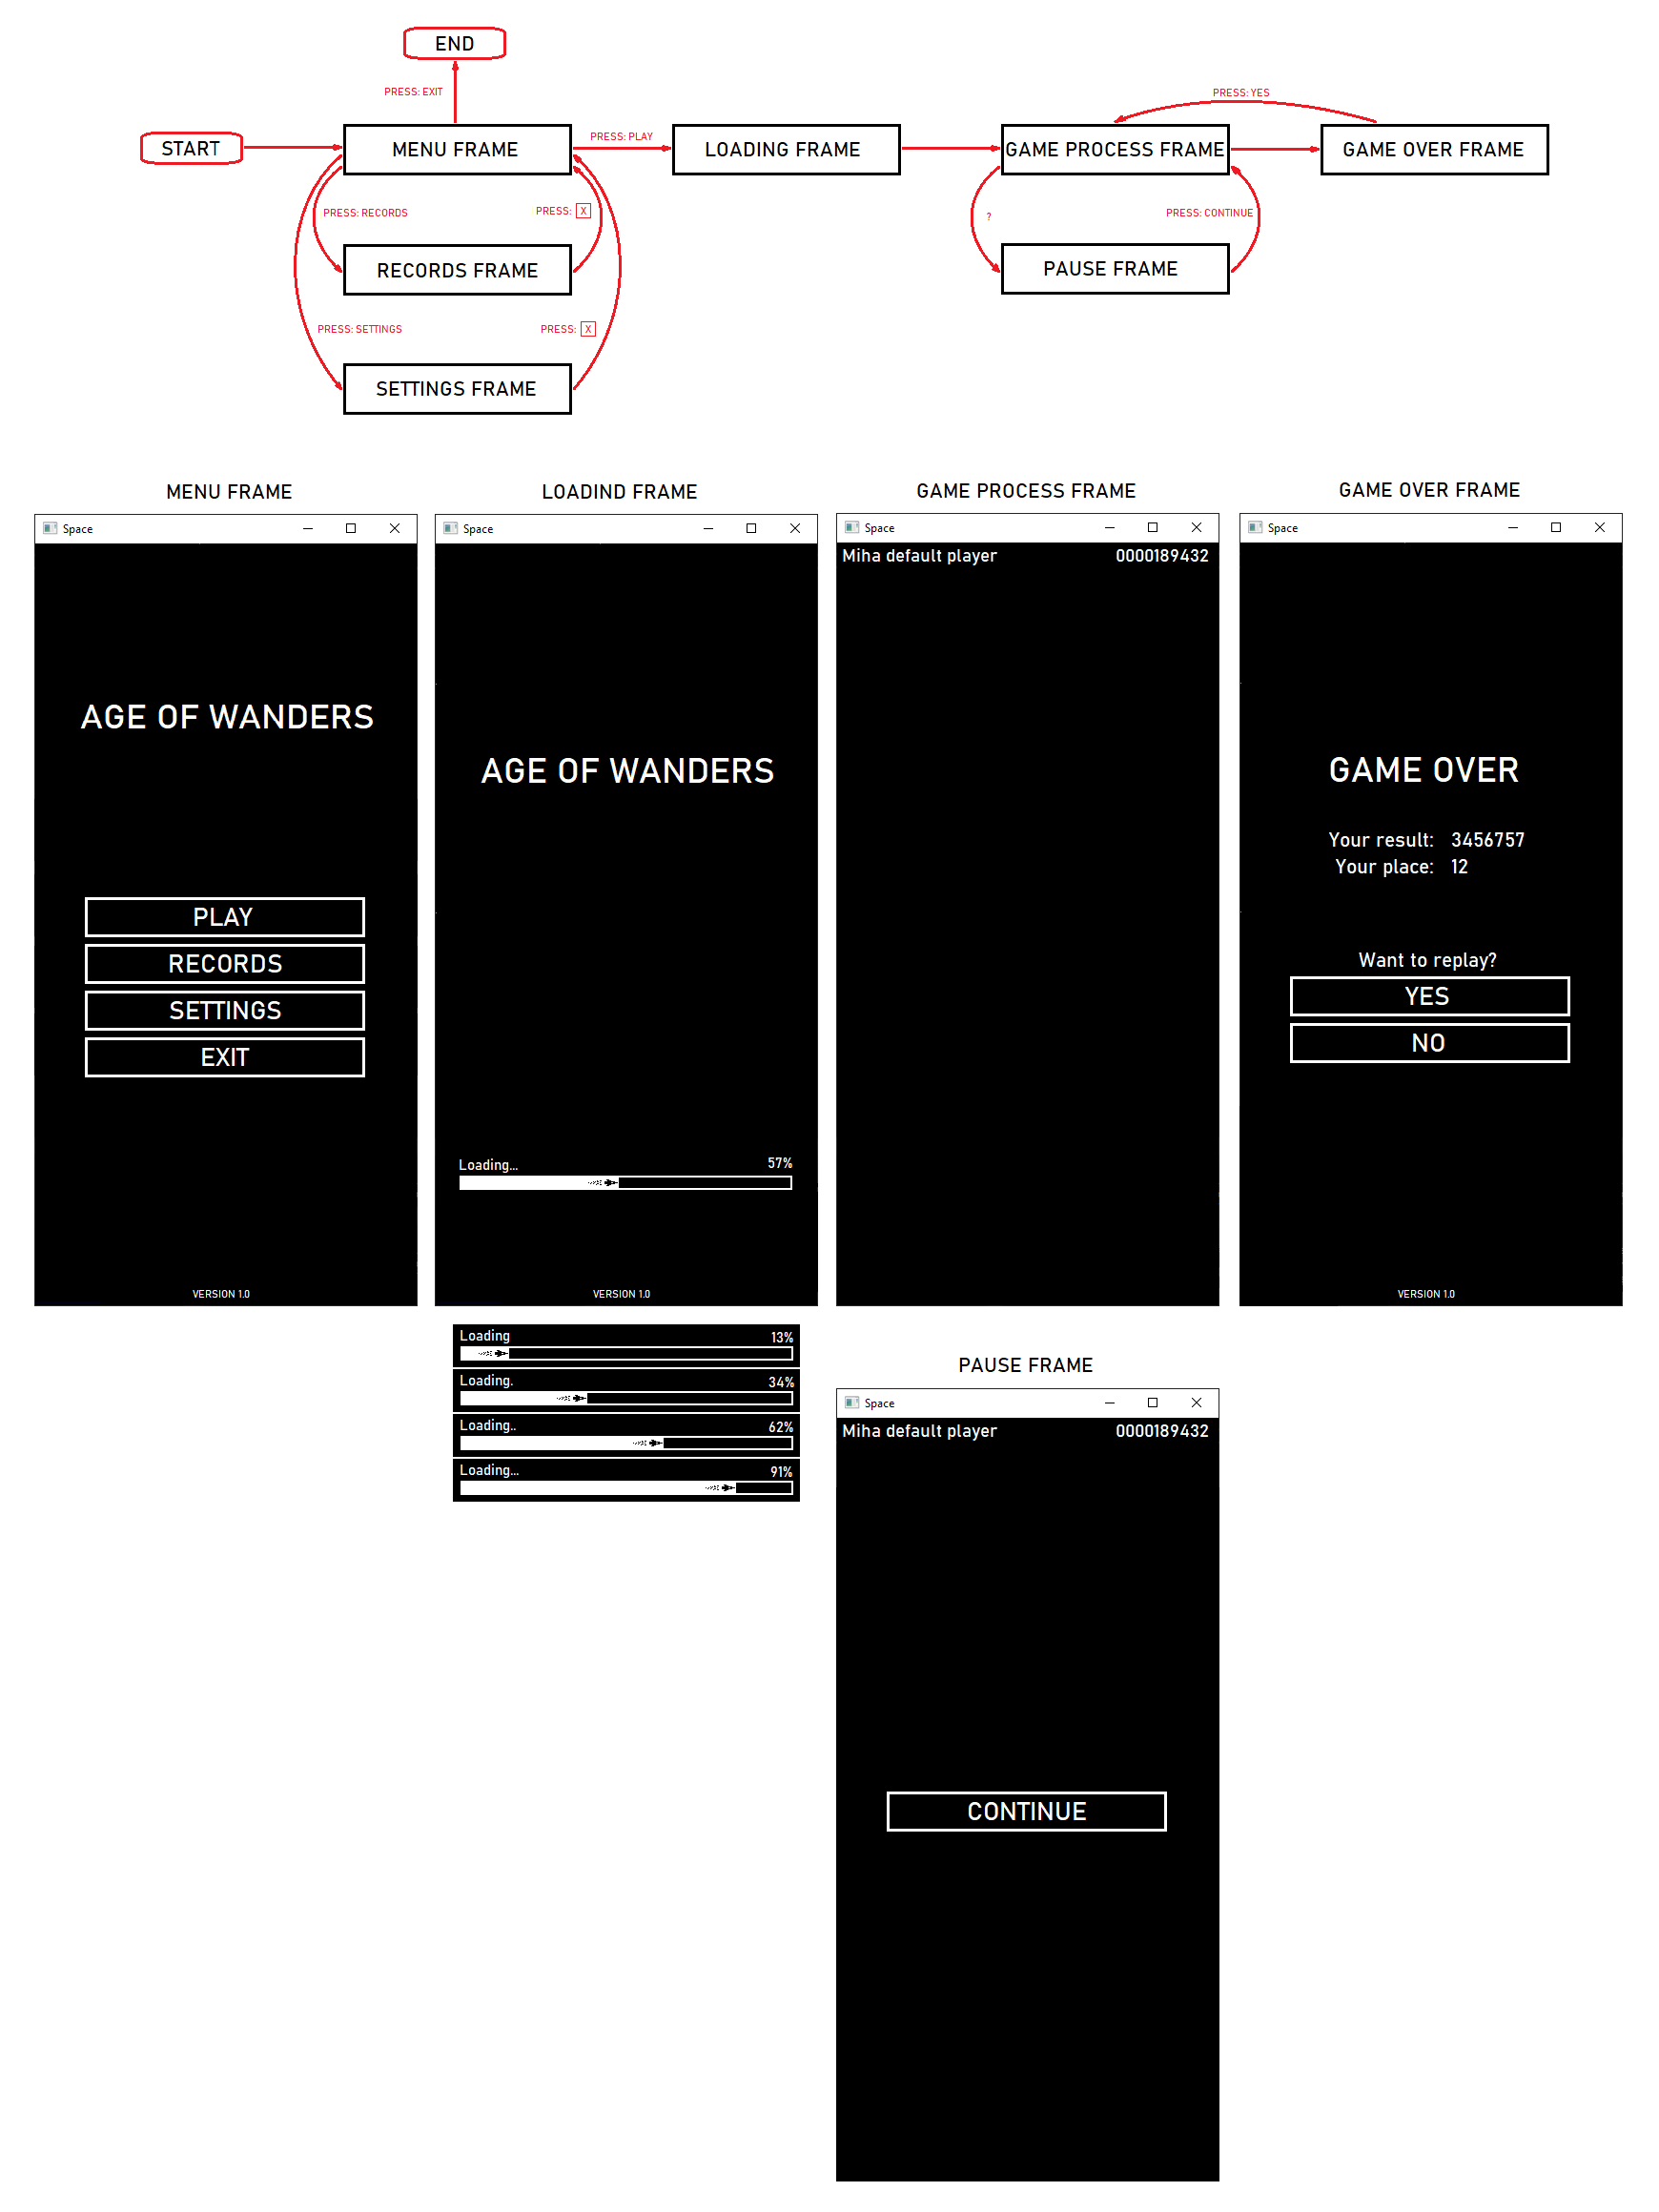 END
PRESS: EXIT
PRESS: YES
START
MENU FRAME
PRESS: PLAY
LOADING FRAME
GAME PROCESS FRAME
GAME OVER FRAME
PRESS: RECORDS
PRESS: X
?
PRESS: CONTINUE
RECORDS FRAME
PAUSE FRAME
PRESS: SETTINGS
PRESS: X
SETTINGS FRAME
MENU FRAME
Space
AGE OF WANDERS
PLAY
RECORDS
SETTINGS
EXIT
VERSION 1.0
LOADIND FRAME
Space
AGE OF WANDERS
Loading... 57%
VERSION 1.0
Loading 13%
Loading. 34%
Loading.. 62%
Loading... 91%
GAME PROCESS FRAME
Space
Miha default player 0000189432
GAME OVER FRAME
Space
GAME OVER
Your result: 3456757
Your place: 12
Want to replay?
YES
NO
VERSION 1.0
PAUSE FRAME
Space
Miha default player 0000189432
CONTINUE